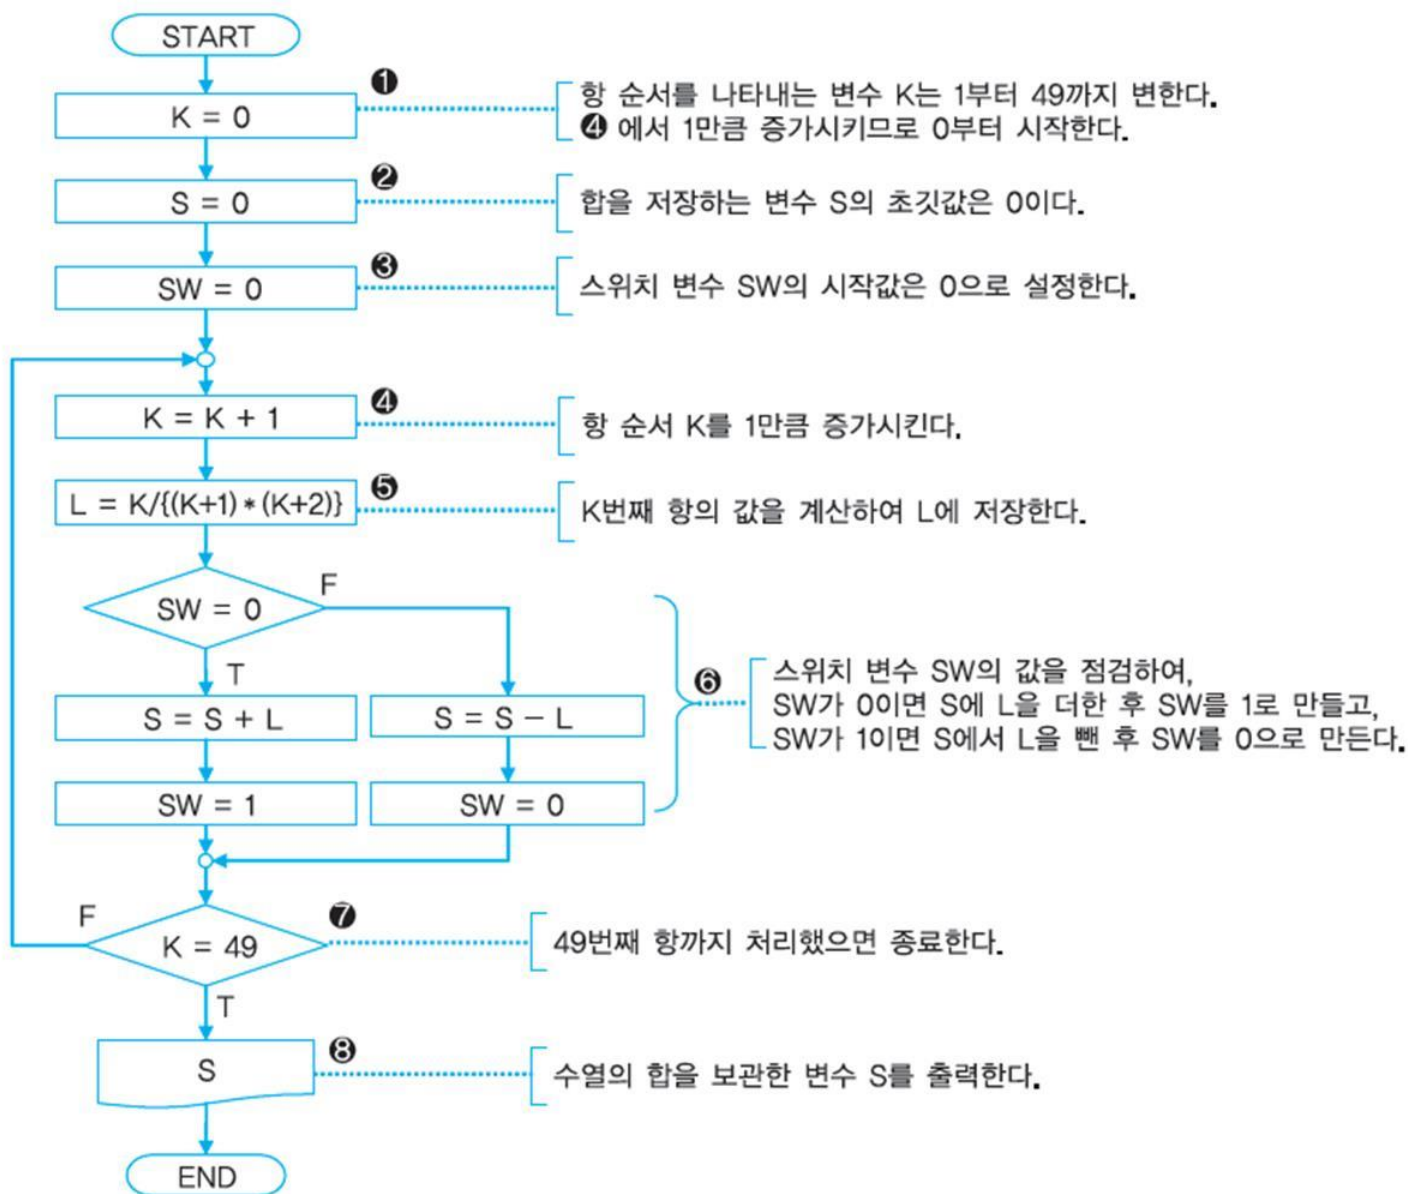 START
K = 0
❶
항 순서를 나타내는 변수 K는 1부터 49까지 변한다.
❹ 에서 1만큼 증가시키므로 0부터 시작한다.
S = 0
❷
합을 저장하는 변수 S의 초깃값은 0이다.
SW = 0
❸
스위치 변수 SW의 시작값은 0으로 설정한다.
K = K + 1
❹
항 순서 K를 1만큼 증가시킨다.
L = K/{(K+1)*(K+2)}
❺
K번째 항의 값을 계산하여 L에 저장한다.
SW = 0
F
T
S = S + L
S = S – L
SW = 1
SW = 0
❻
스위치 변수 SW의 값을 점검하여,
SW가 0이면 S에 L을 더한 후 SW를 1로 만들고,
SW가 1이면 S에서 L을 뺀 후 SW를 0으로 만든다.
F
K = 49
❼
49번째 항까지 처리했으면 종료한다.
T
S
❽
수열의 합을 보관한 변수 S를 출력한다.
END